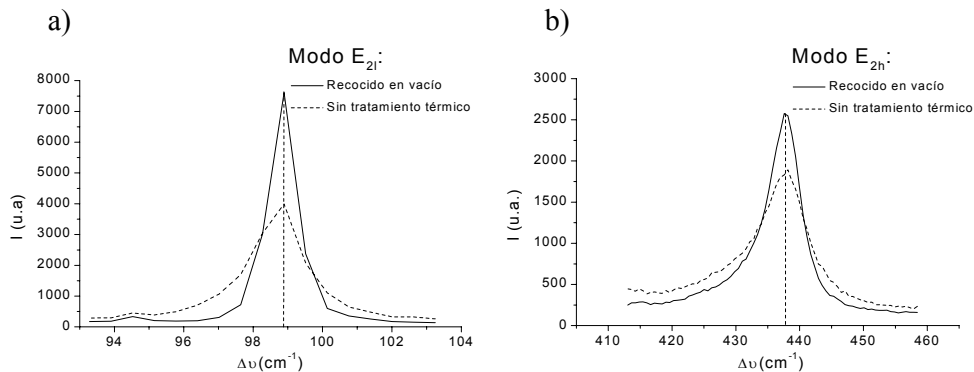 a)
Modo E2l:
Recocido en vacío
Sin tratamiento térmico
8000
7000
6000
5000
4000
3000
2000
1000
0
I (u.a)
94 96 98 100 102 104
Δυ(cm-1)
b)
Modo E2h:
Recocido en vacío
Sin tratamiento térmico
3000
2500
2000
1500
1000
500
0
I (u.a.)
410 420 430 440 450 460
Δυ(cm-1)